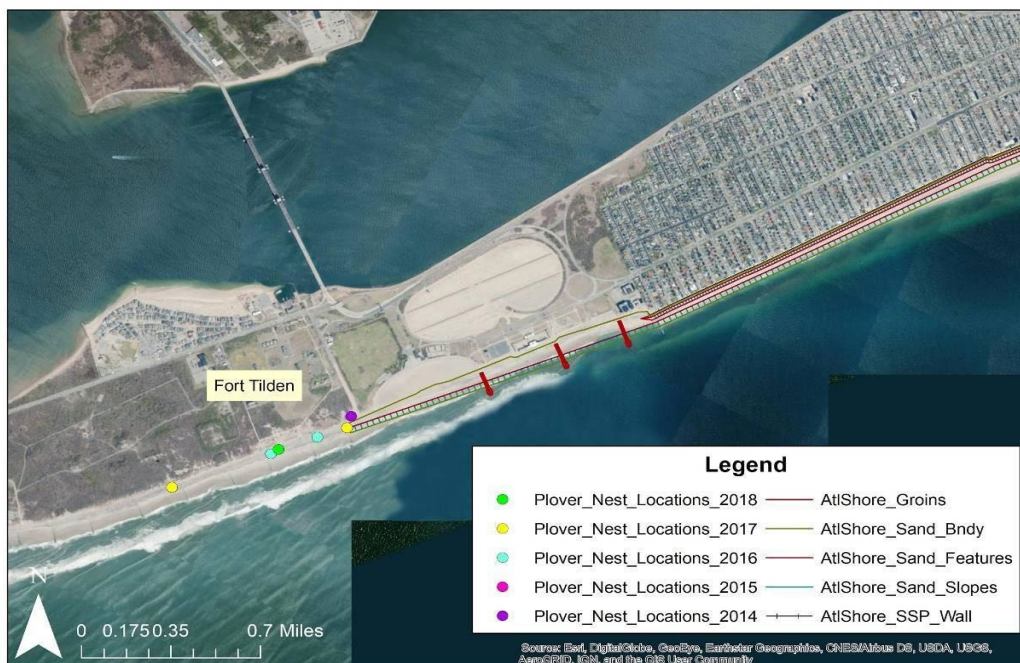 Fort Tilden
Legend
Plover_Nest_Locations_2018
AtlShore_Groins
Plover_Nest_Locations_2017
AtlShore_Sand_Bndy
Plover_Nest_Locations_2016
AtlShore_Sand_Features
Plover_Nest_Locations_2015
AtlShore_Sand_Slopes
Plover_Nest_Locations_2014
AtlShore_SSP_Wall
N
0 0.175 0.35 0.7 Miles
Source: Esri, DigitalGlobe, GeoEye, Earthstar Geographics, CNES/Airbus DS, USDA, USGS,
AeroGRID, IGN, and the GIS User Community